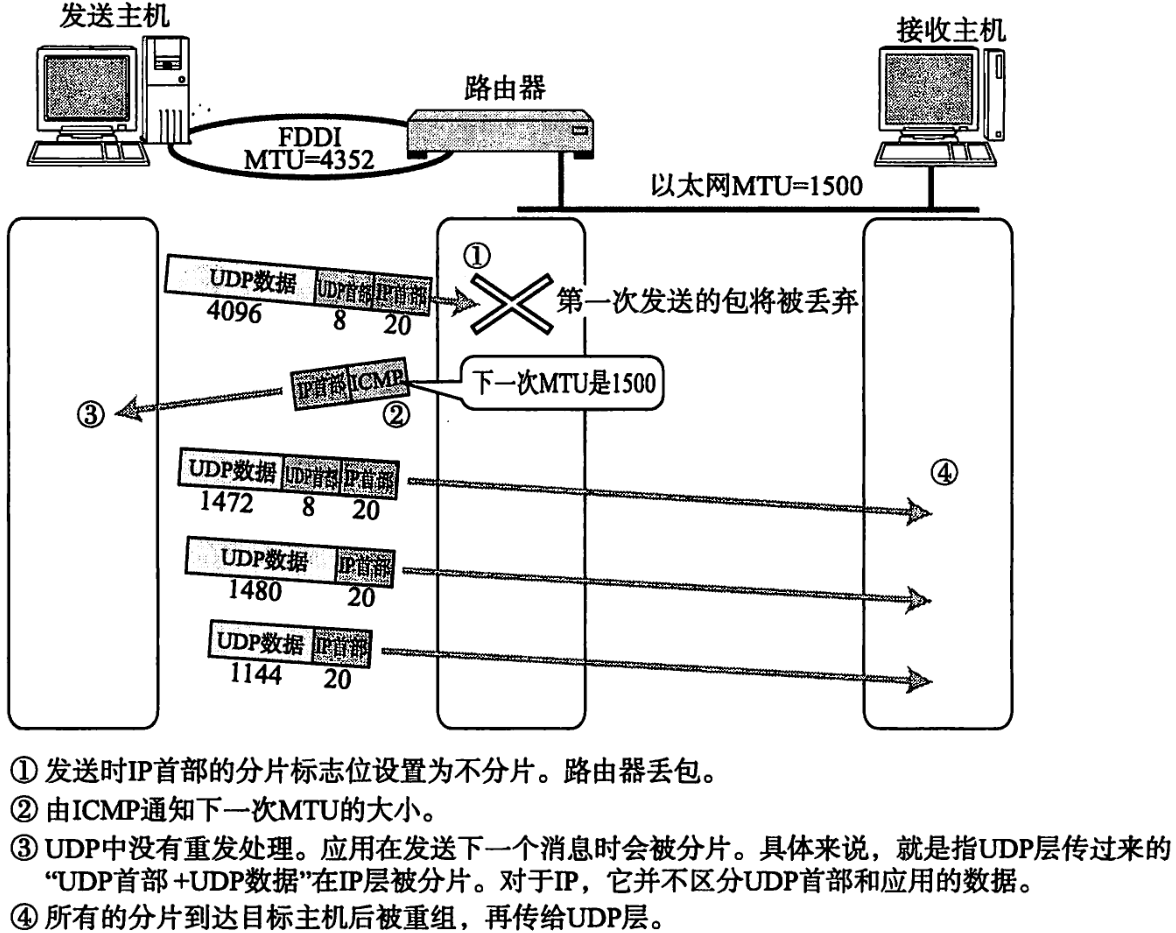 发送主机
接收主机
路由器
FDDI
MTU=4352
以太网MTU=1500
①
UDP数据 UDP首部 IP首部
4096 8 20
第一次发送的包将被丢弃
IP首部 ICMP
下一次MTU是1500
③
②
UDP数据 UDP首部 IP首部
1472 8 20
④
UDP数据 IP首部
1480 20
UDP数据 IP首部
1144 20
① 发送时IP首部的分片标志位设置为不分片。路由器丢包。
② 由ICMP通知下一次MTU的大小。
③ UDP中没有重发处理。应用在发送下一个消息时会被分片。具体来说，就是指UDP层传过来的
“UDP首部+UDP数据”在IP层被分片。对于IP，它并不区分UDP首部和应用的数据。
④ 所有的分片到达目标主机后被重组，再传给UDP层。